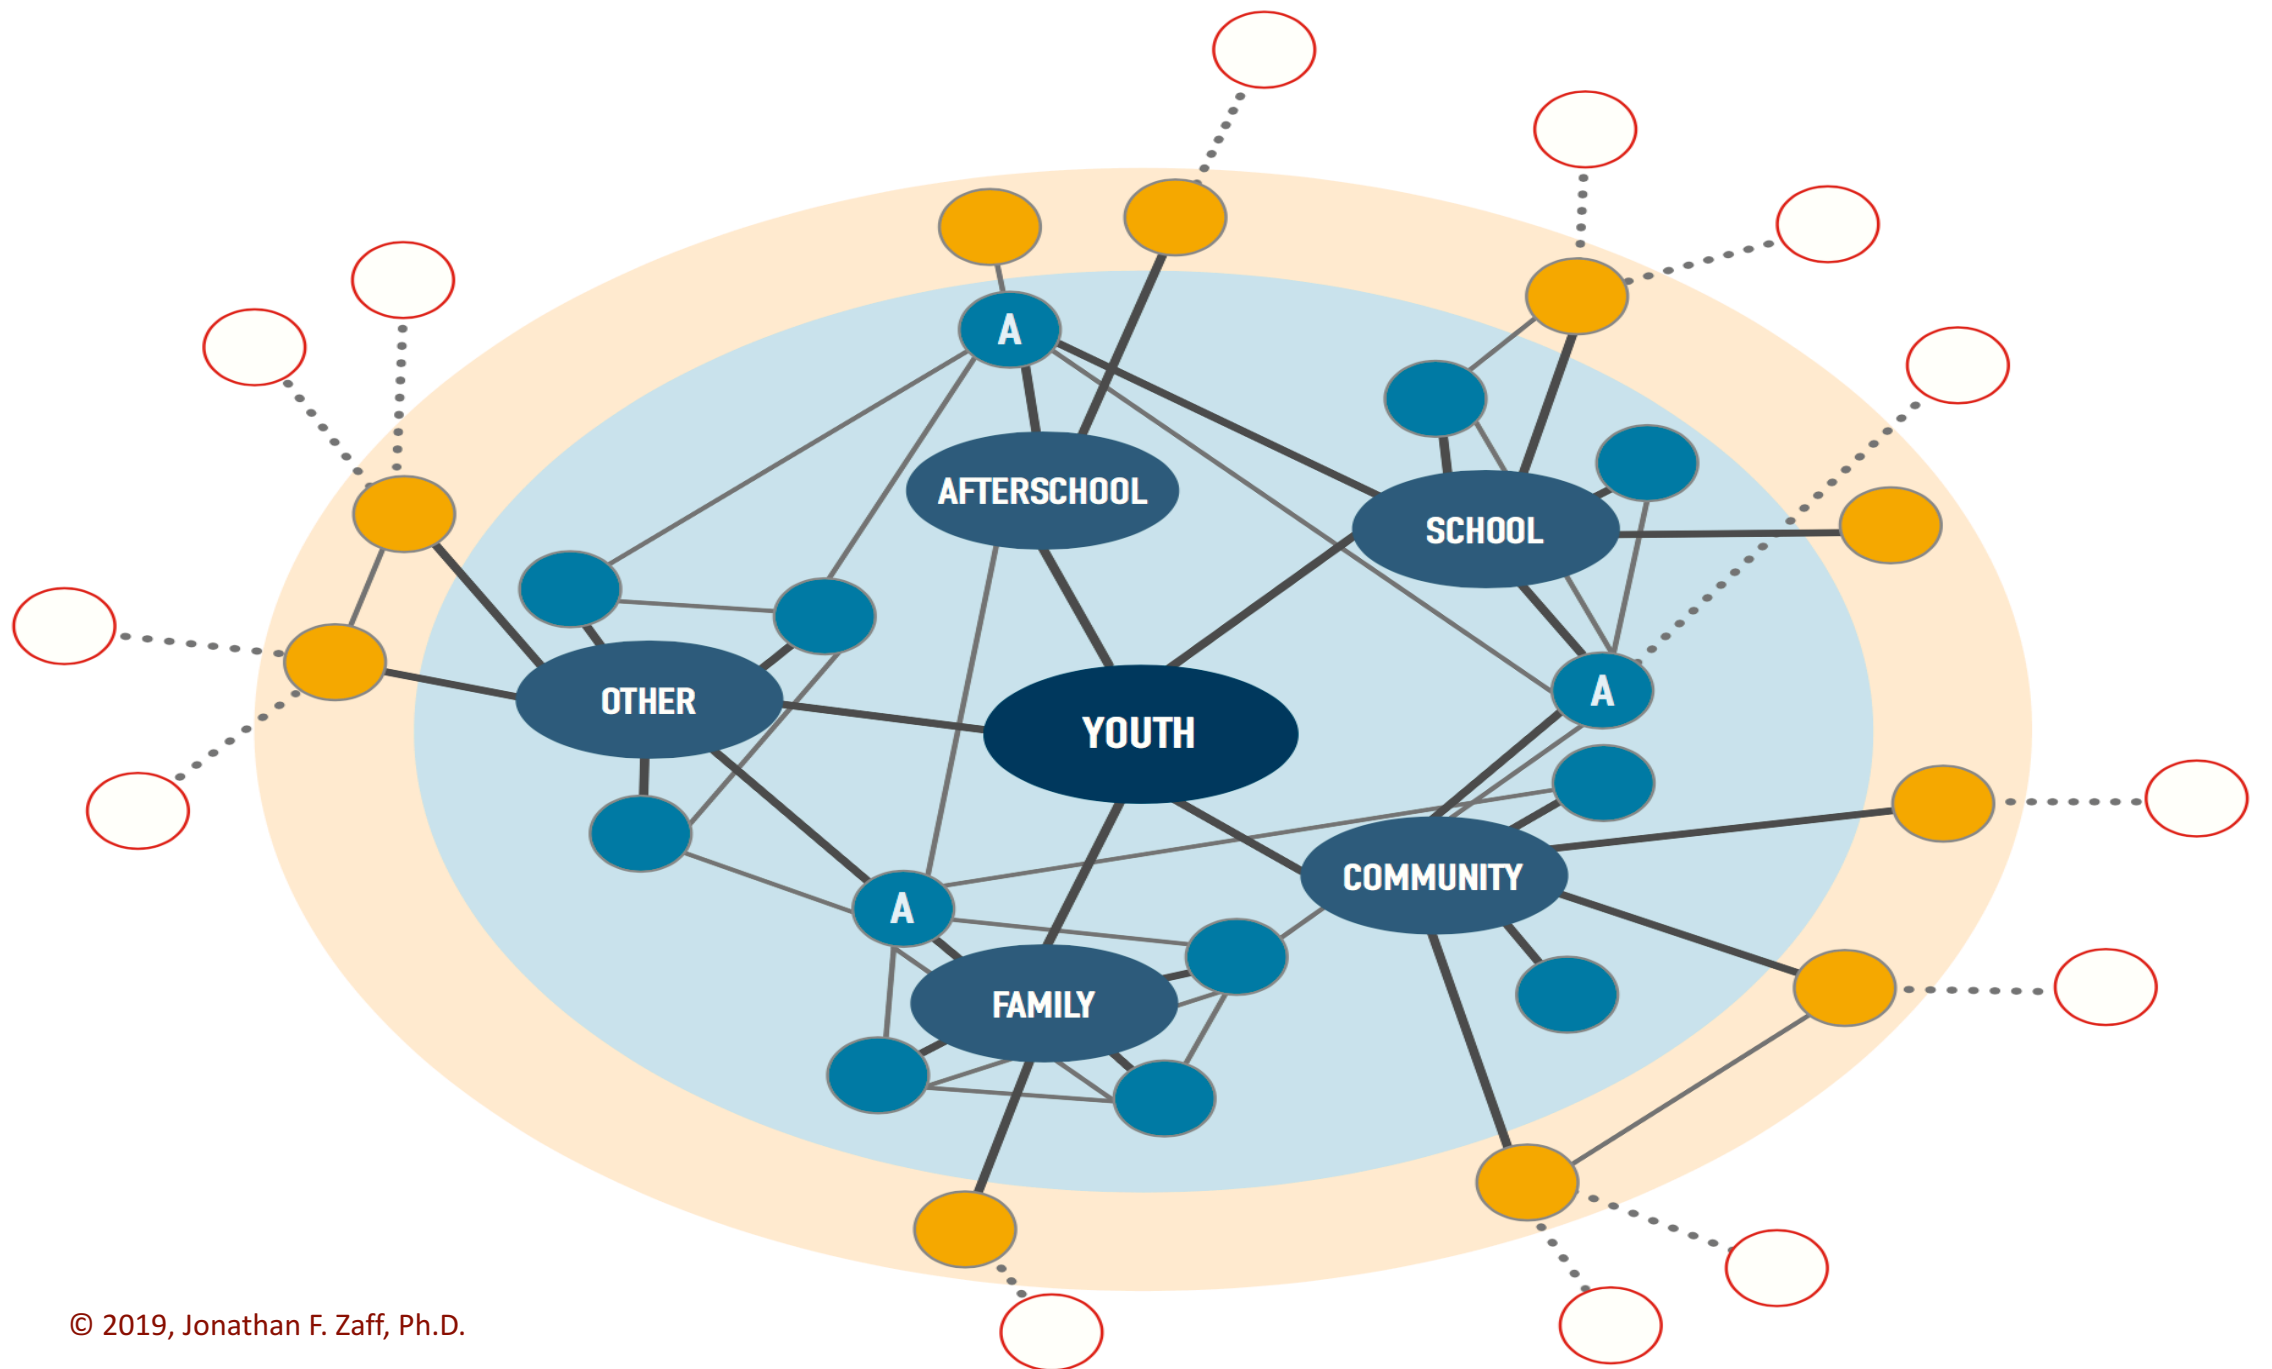 A
AFTERSCHOOL
SCHOOL
A
OTHER
YOUTH
COMMUNITY
A
FAMILY
© 2019, Jonathan F. Zaff, Ph.D.